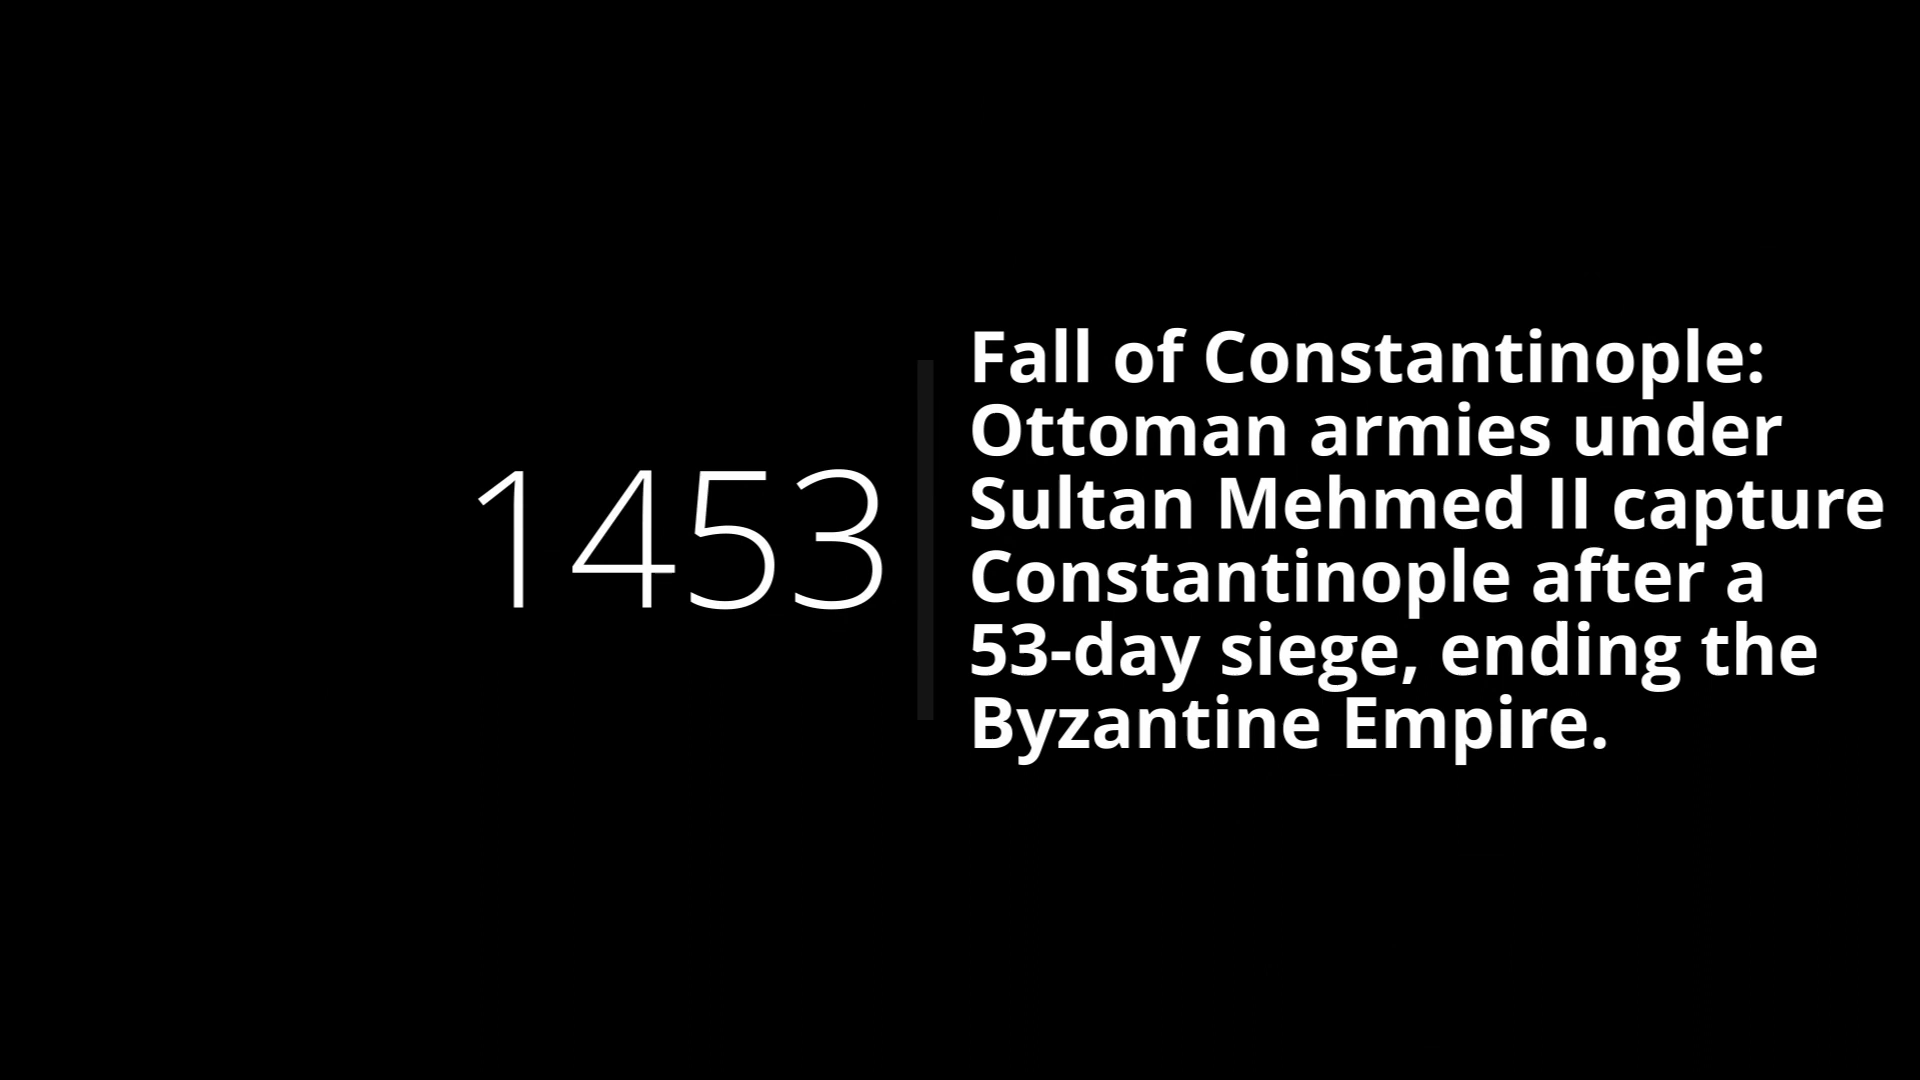 1453
Fall of Constantinople:
Ottoman armies under
Sultan Mehmed II capture
Constantinople after a
53-day siege, ending the
Byzantine Empire.